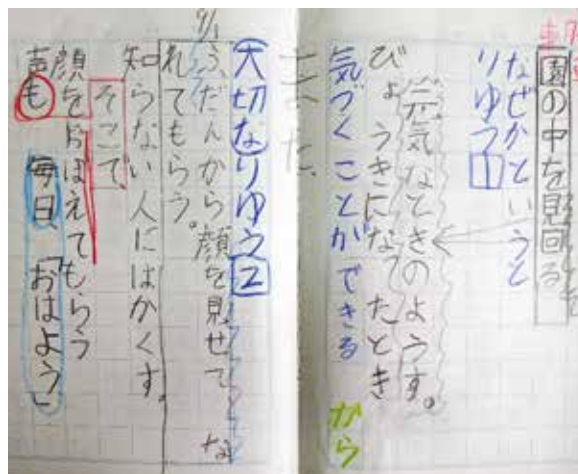 園の中を見回る
なぜかというと
りゆう1
元気なときのようす。
びょうきになったとき
気づくことができる
から
大切なりゆう2
9/1
ふだんから顔を見せて な
れてもらう。
知らない人にはかくす。
そこで、
顔をおぼえてもらう
声も 毎日、「おはよう」